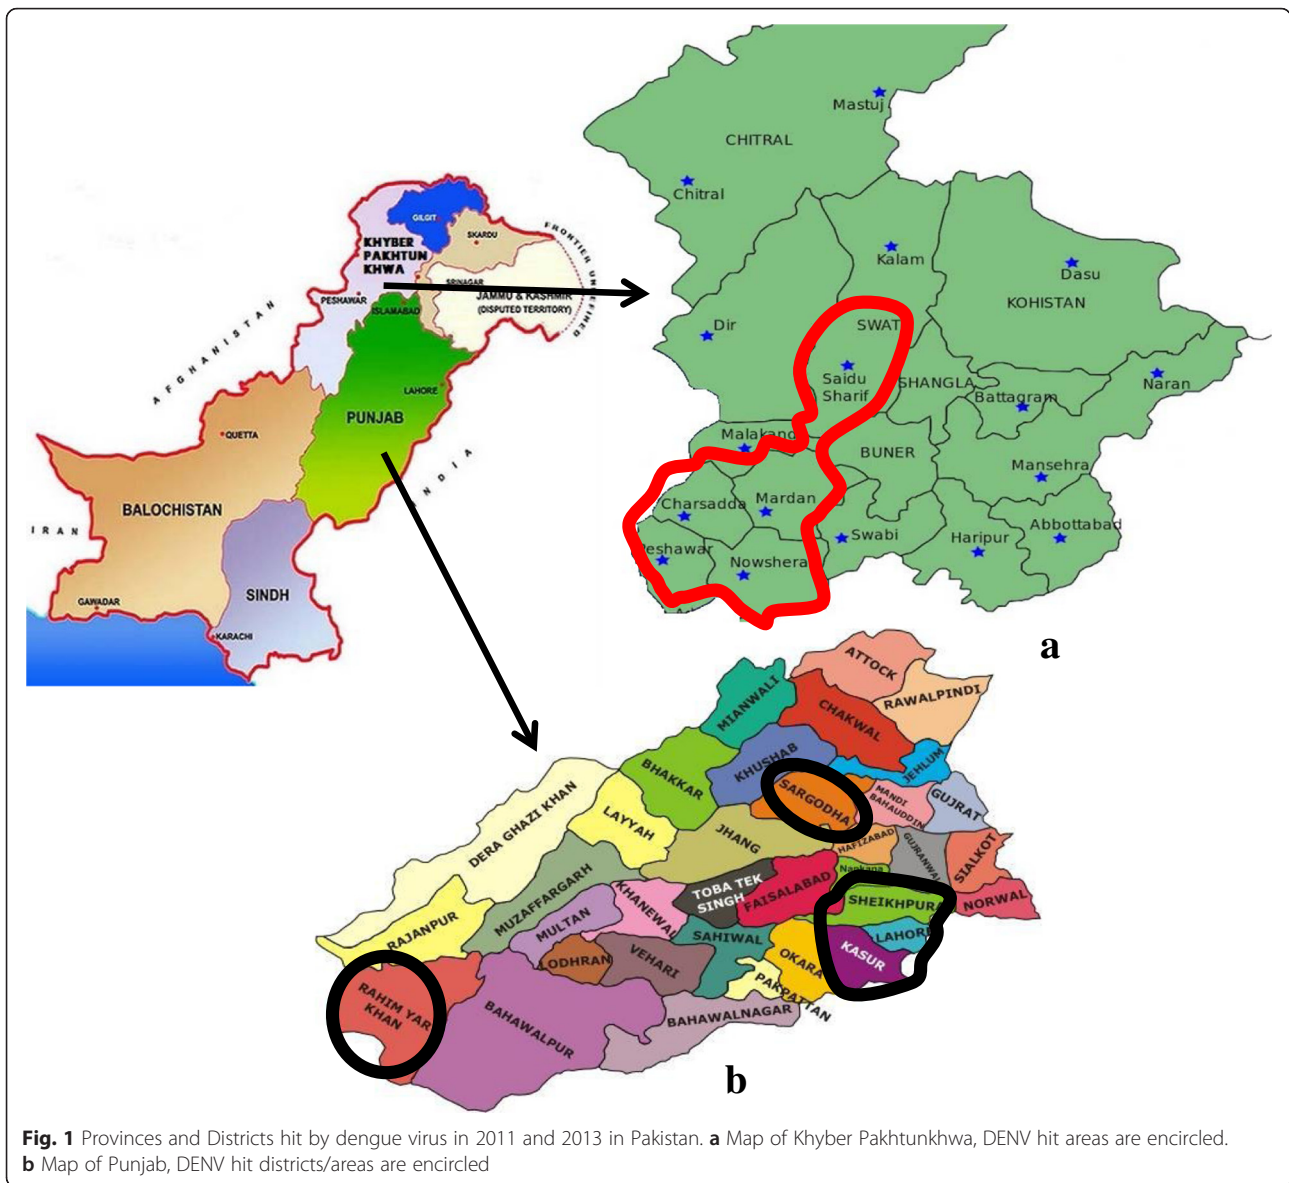 GILGIT
SKARDU
KHYBER
PAKHTUN
KHWA
FRONTIER UNDEFINED
SRINAGAR
PESHAWAR
JAMMU & KASHMIR
(DISPUTED TERRITORY)
ISLAMABAD
AFGHANISTAN
LAHORE
PUNJAB
QUETTA
BALOCHISTAN
IRAN
SINDH
GAWADAR
KARACHI
Mastuj
CHITRAL
Chitral
Kalam
Dasu
KOHISTAN
Dir
SWAT
Saidu
Sharif
SHANGLA
Naran
Battagram
Malakand
BUNER
Mansehra
Charsadda
Mardan
Abbottabad
Swabi
Haripur
Peshawar
Nowshera
a
ATTOCK
RAWALPINDI
MIANWALI
CHAKWAL
JEHLUM
KHUSHAB
BHAKKAR
SARGODHA
MANDI
BAHAUDDIN
GUJRAT
DERA GHAZI KHAN
LAYYAH
JHANG
HAFIZABAD
SIALKOT
Nankana
TOBA TEK
SINGH
FAISALABAD
SHEIKHPURA
NORWAL
MUZAFFARGARH
KHANEWAL
RAJANPUR
MULTAN
SAHIWAL
LAHORE
KASUR
OKARA
LODHRAN
VEHARI
PAKPATTAN
RAHIM YAR
KHAN
BAHAWALPUR
BAHAWALNAGAR
b
Fig. 1 Provinces and Districts hit by dengue virus in 2011 and 2013 in Pakistan. a Map of Khyber Pakhtunkhwa, DENV hit areas are encircled.
b Map of Punjab, DENV hit districts/areas are encircled